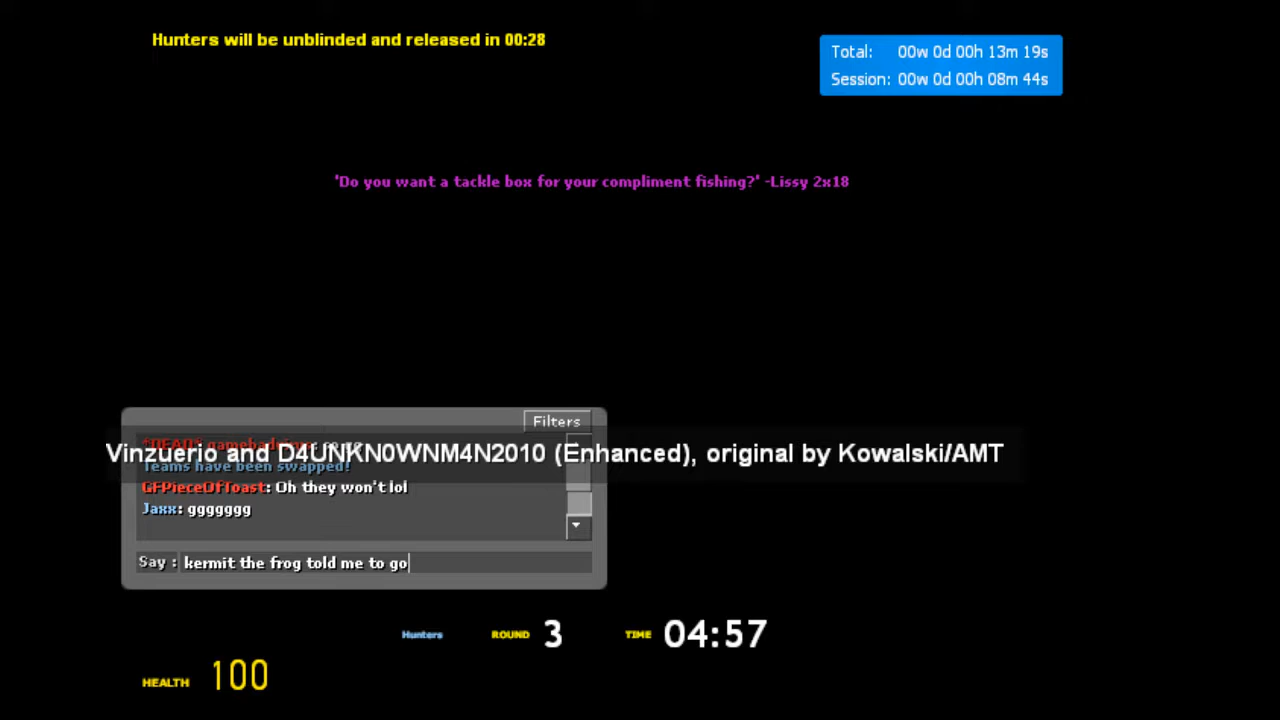 Hunters will be unblinded and released in 00:28
Total: 00w 0d 00h 13m 19s
Session: 00w 0d 00h 08m 44s
'Do you want a tackle box for your compliment fishing?' -Lissy 2x18
Filters
*DEAD*
Vinzuerio and D4UNKN0WNM4N2010 (Enhanced), original by Kowalski/AMT
Teams have been swapped!
GFPieceOfToast: Oh they won't lol
Jaxx: ggggggg
Say : kermit the frog told me to go
Hunters ROUND 3 TIME 04:57
HEALTH 100